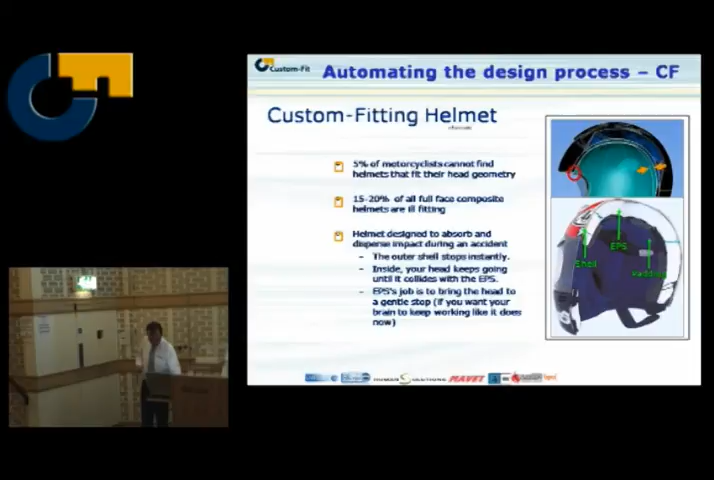 Custom-Fit
Automating the design process – CF
Custom-Fitting Helmet
5% of motorcyclists cannot find
helmets that fit their head geometry
15-20% of all full face composite
helmets are ill fitting
Helmet designed to absorb and
disperse impact during an accident
– The outer shell stops instantly.
– Inside, your head keeps going
until it collides with the EPS.
– EPS's job is to bring the head to
a gentle stop (if you want your
brain to keep working like it does
now)
Shell
EPS
Padding
MAVET